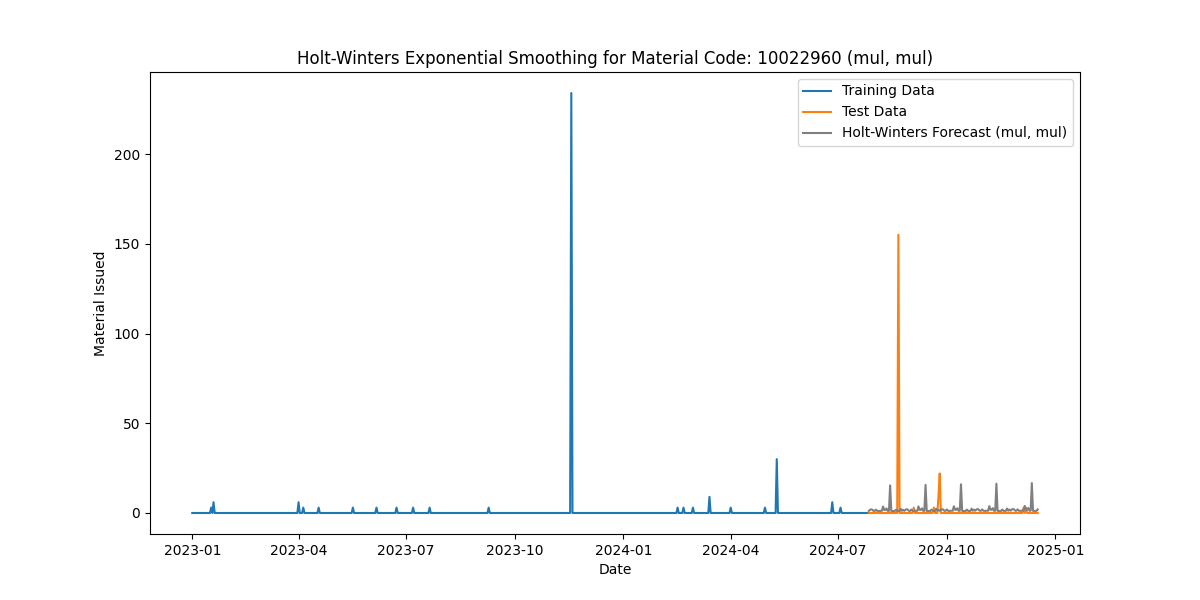 Holt-Winters Exponential Smoothing for Material Code: 10022960 (mul, mul)
Training Data
Test Data
Holt-Winters Forecast (mul, mul)
Material Issued
200
150
100
50
0
2023-01
2023-04
2023-07
2023-10
2024-01
2024-04
2024-07
2024-10
2025-01
Date